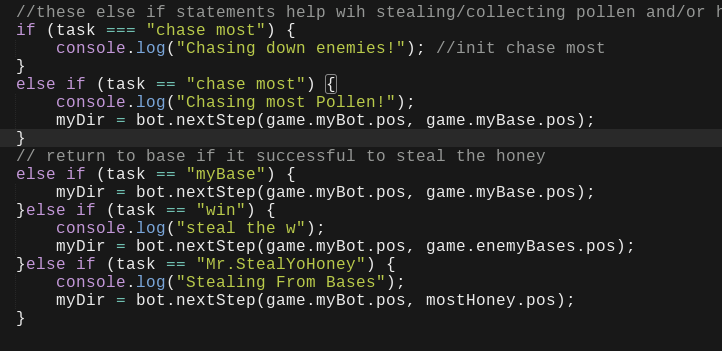 //these else if statements help wih stealing/collecting pollen and/or
if (task === "chase most") {
    console.log("Chasing down enemies!"); //init chase most
}
else if (task == "chase most") {
    console.log("Chasing most Pollen!");
    myDir = bot.nextStep(game.myBot.pos, game.myBase.pos);
}
// return to base if it successful to steal the honey
else if (task == "myBase") {
    myDir = bot.nextStep(game.myBot.pos, game.myBase.pos);
}else if (task == "win") {
    console.log("steal the w");
    myDir = bot.nextStep(game.myBot.pos, game.enemyBases.pos);
}else if (task == "Mr.StealYoHoney") {
    console.log("Stealing From Bases");
    myDir = bot.nextStep(game.myBot.pos, mostHoney.pos);
}